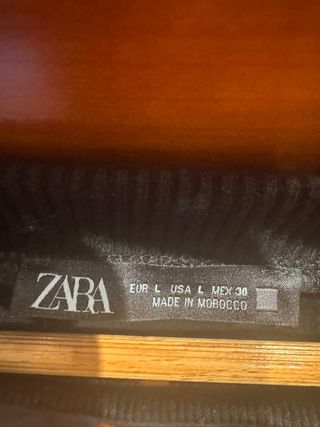 ZARA
EUR L USA L MEX 30
MADE IN MOROCCO